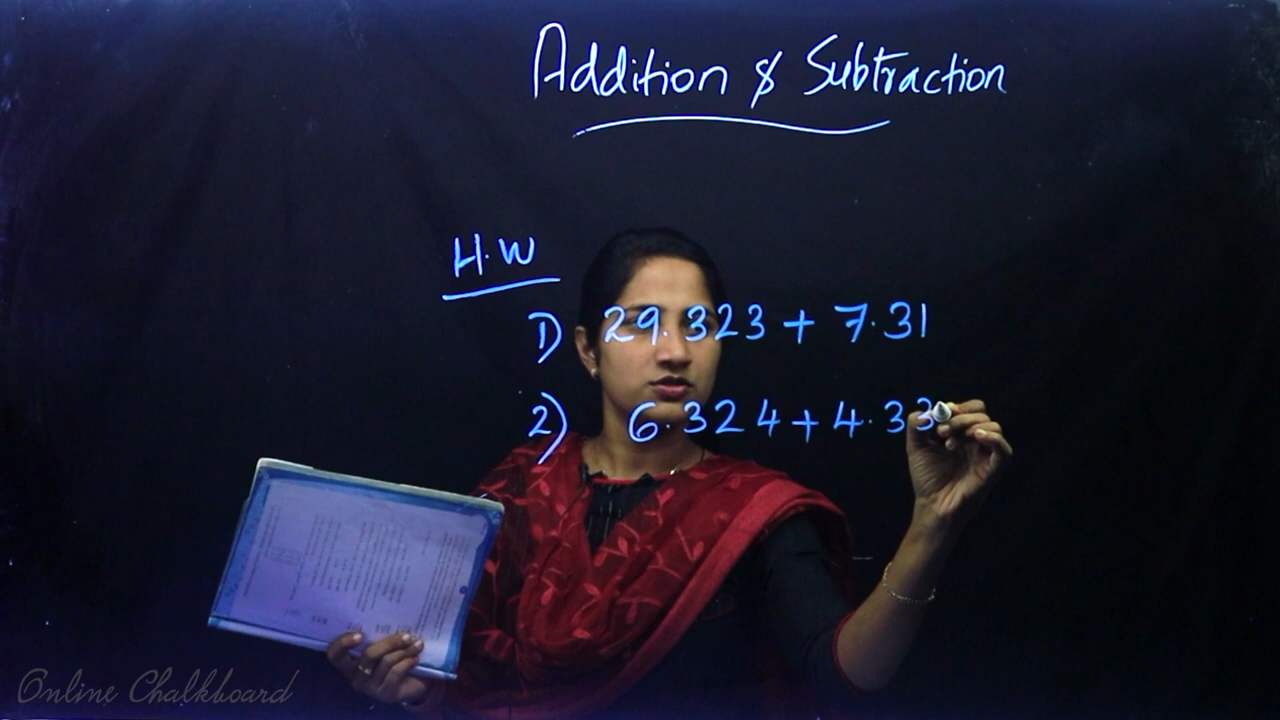 Addition & Subtraction
H.W
1) 29.323 + 7.31
2) 6.324 + 4.33
Online Chalkboard